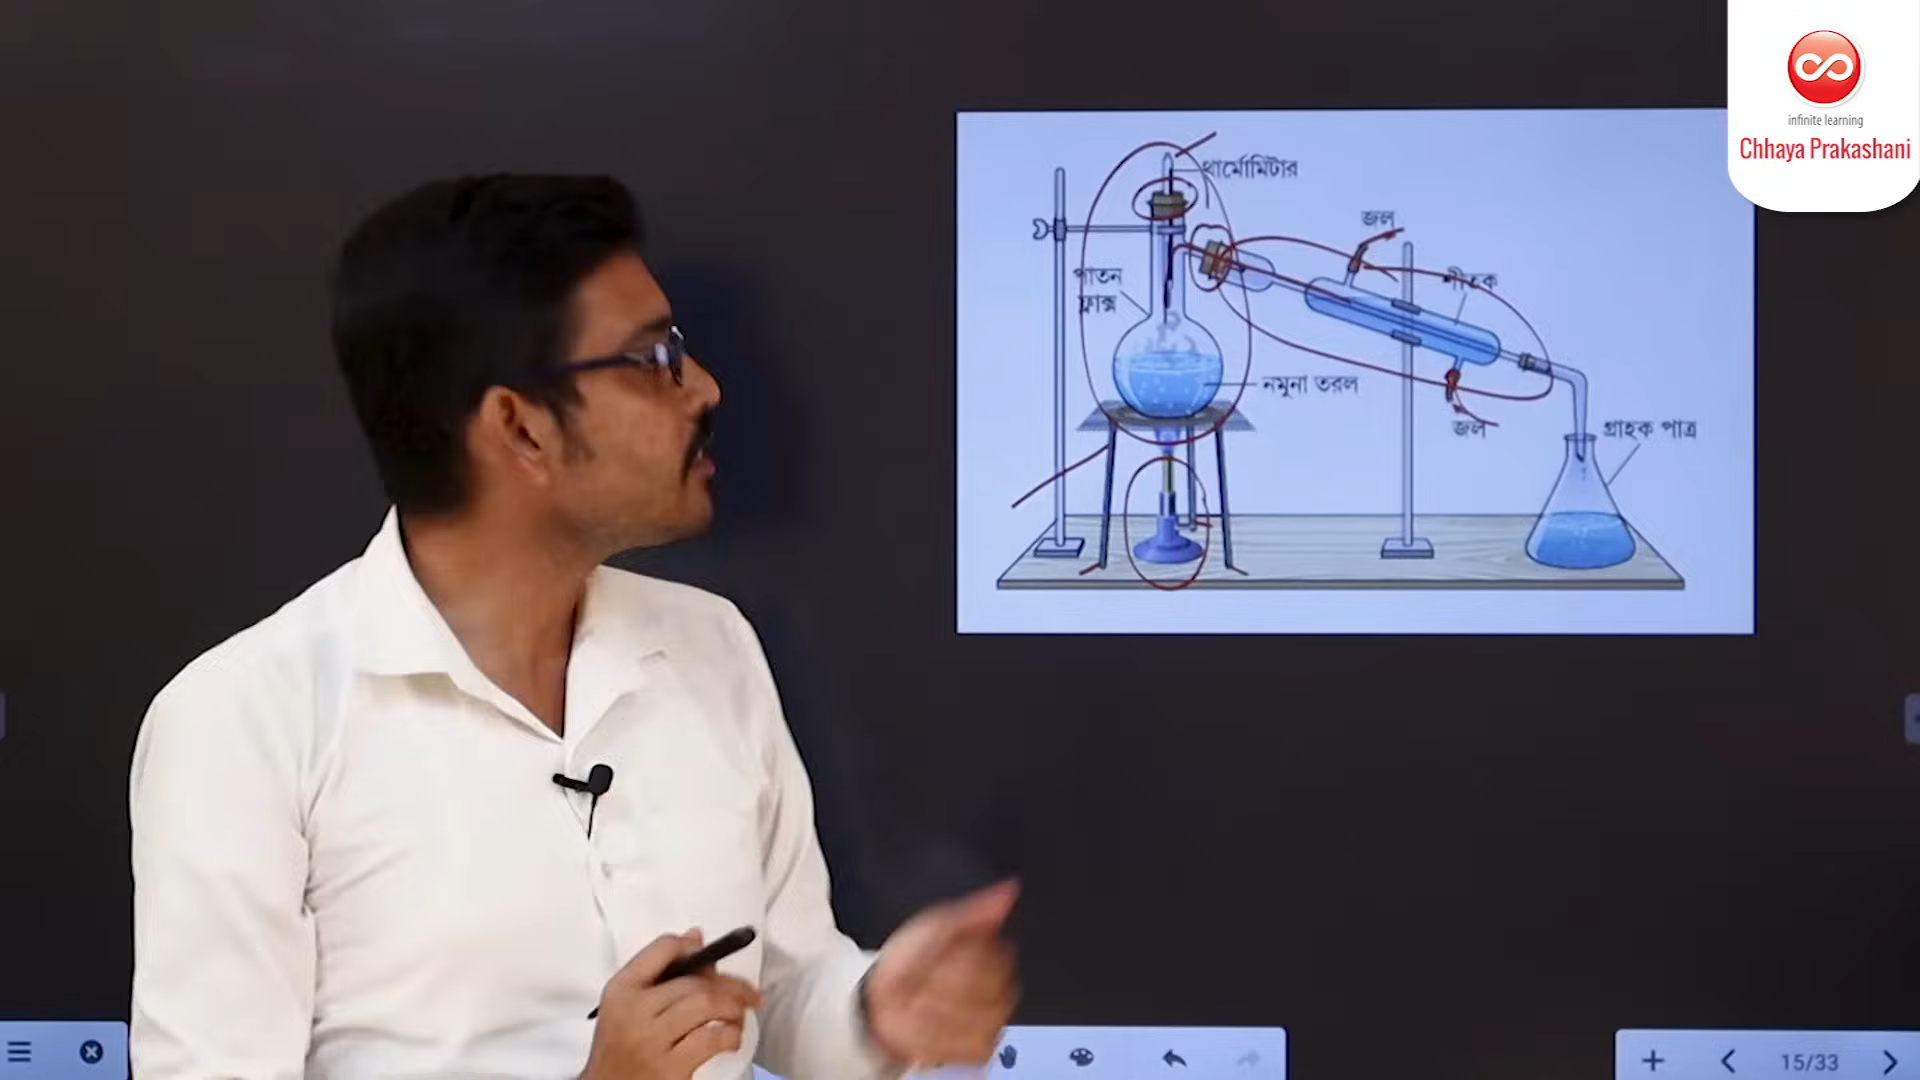 infinite learning
Chhaya Prakashani
থার্মোমিটার
জল
পাতন
ফ্লাস্ক
শীতক
নমুনা তরল
জল
গ্রাহক পাত্র
15/33